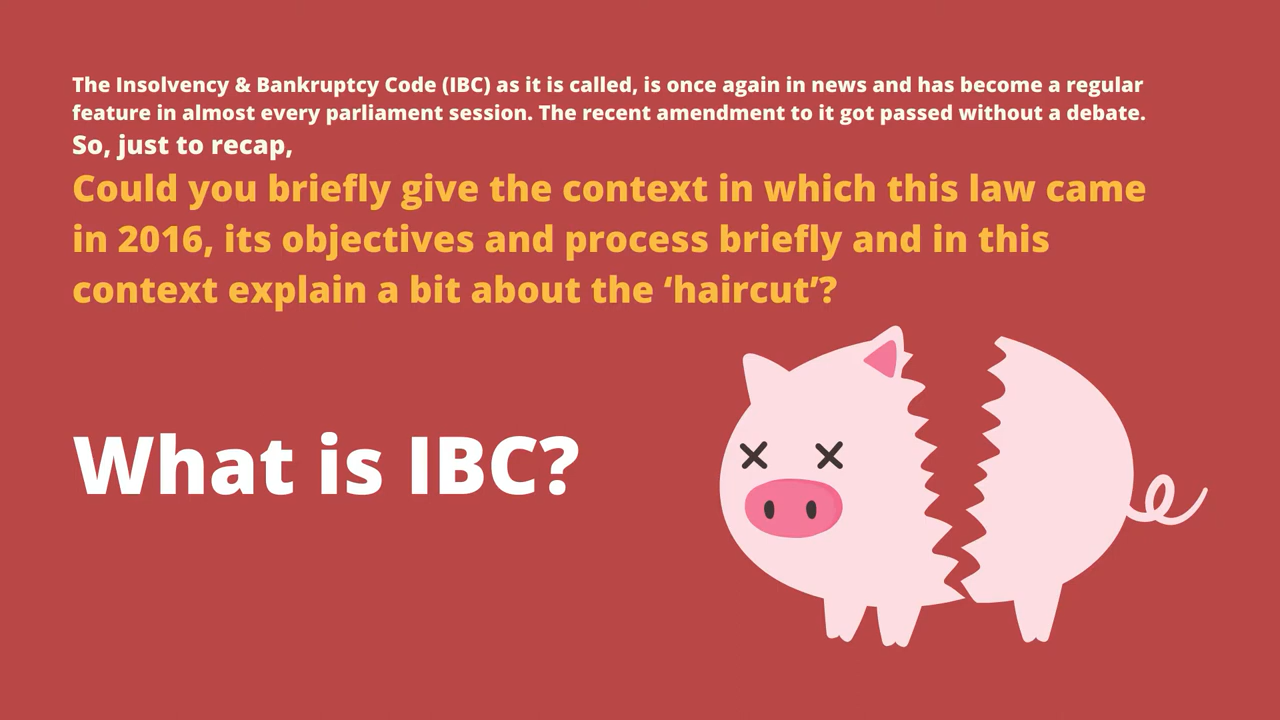 The Insolvency & Bankruptcy Code (IBC) as it is called, is once again in news and has become a regular
feature in almost every parliament session. The recent amendment to it got passed without a debate.
So, just to recap,
Could you briefly give the context in which this law came
in 2016, its objectives and process briefly and in this
context explain a bit about the ‘haircut’?
What is IBC?